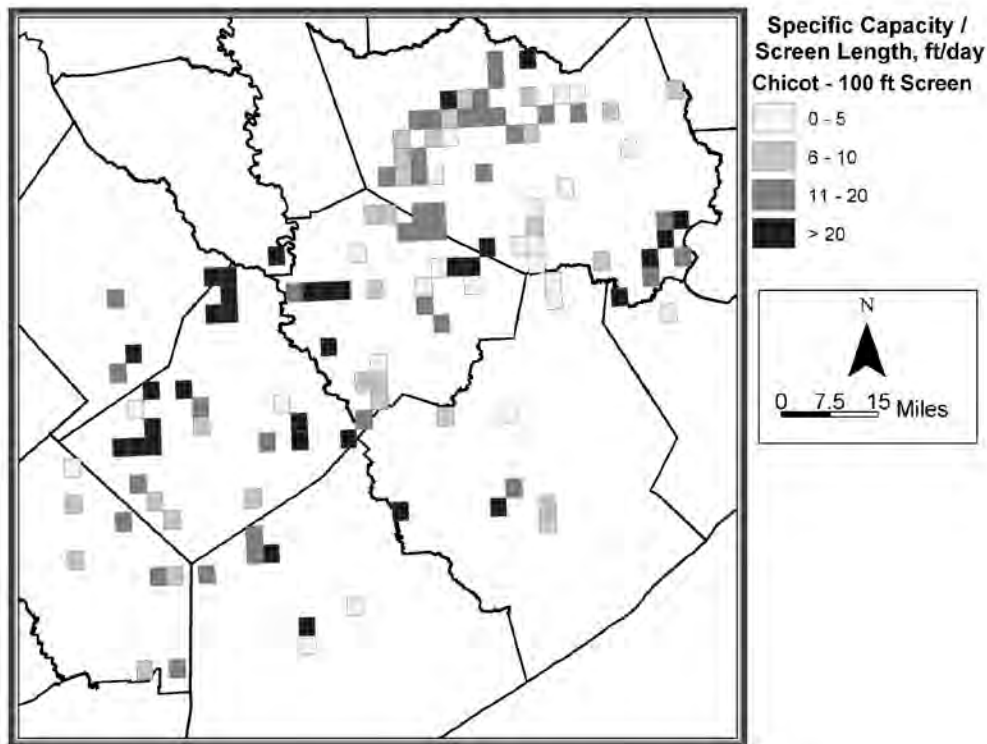 Specific Capacity /
Screen Length, ft/day
Chicot - 100 ft Screen
0 - 5
6 - 10
11 - 20
> 20
N
0 7.5 15 Miles